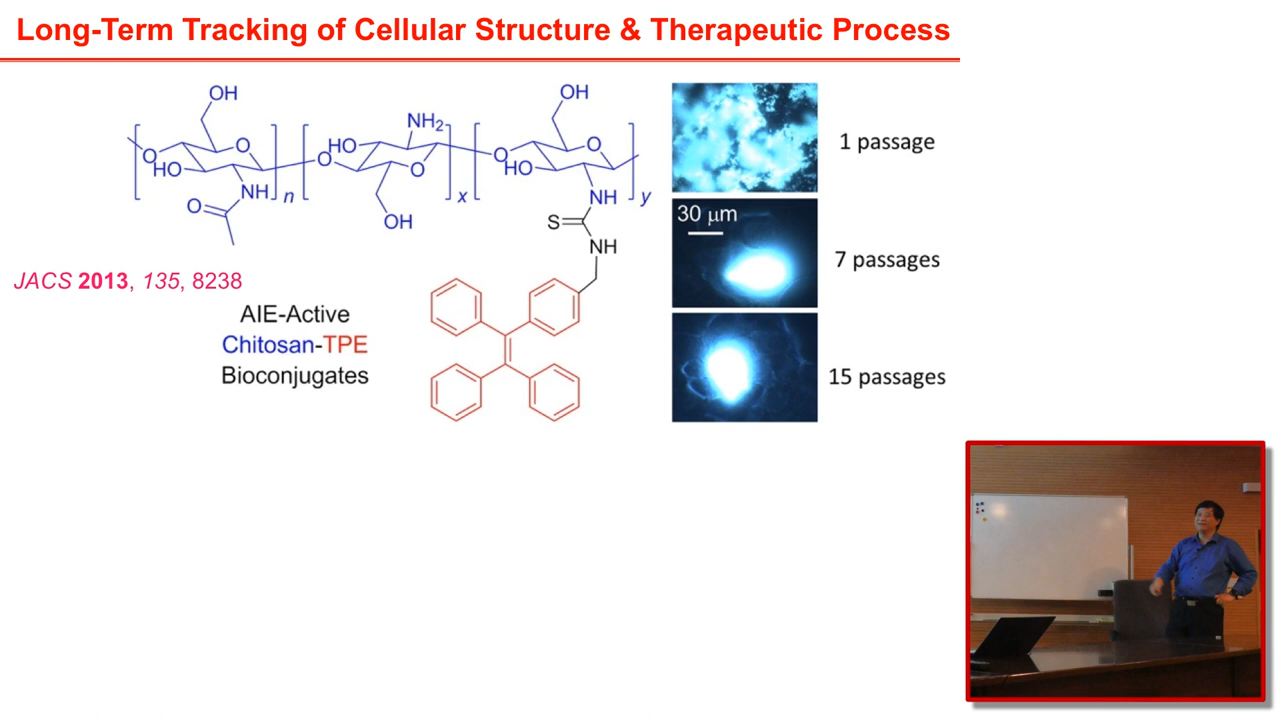 Long-Term Tracking of Cellular Structure & Therapeutic Process
OH
O
O
HO
NH
n
O
HO
NH2
O
OH
x
OH
O
O
HO
NH
y
S
NH
JACS 2013, 135, 8238
AIE-Active
Chitosan-TPE
Bioconjugates
1 passage
30 μm
7 passages
15 passages